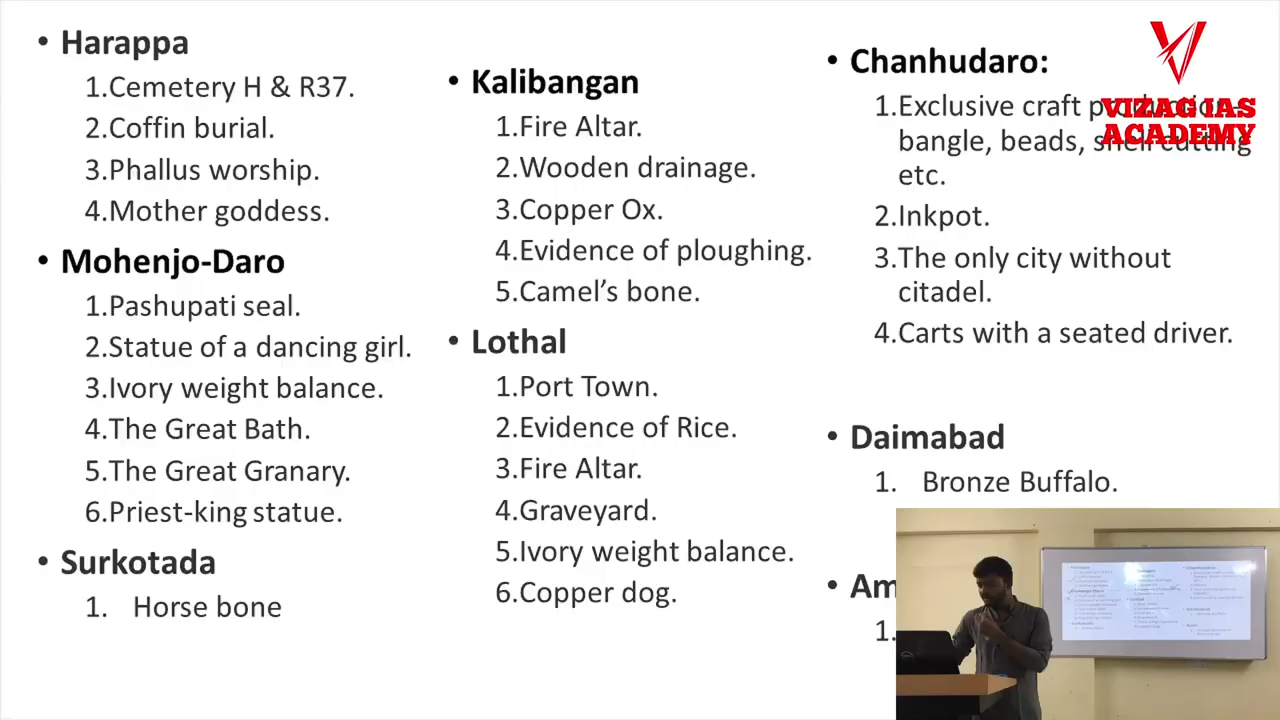 • Harappa
1.Cemetery H & R37.
2.Coffin burial.
3.Phallus worship.
4.Mother goddess.
• Mohenjo-Daro
1.Pashupati seal.
2.Statue of a dancing girl.
3.Ivory weight balance.
4.The Great Bath.
5.The Great Granary.
6.Priest-king statue.
• Surkotada
1. Horse bone
• Kalibangan
1.Fire Altar.
2.Wooden drainage.
3.Copper Ox.
4.Evidence of ploughing.
5.Camel’s bone.
• Lothal
1.Port Town.
2.Evidence of Rice.
3.Fire Altar.
4.Graveyard.
5.Ivory weight balance.
6.Copper dog.
• Chanhudaro:
1.Exclusive craft production-
bangle, beads, shell cutting
etc.
2.Inkpot.
3.The only city without
citadel.
4.Carts with a seated driver.
• Daimabad
1. Bronze Buffalo.
• Am
1.
VIZAG IAS
ACADEMY